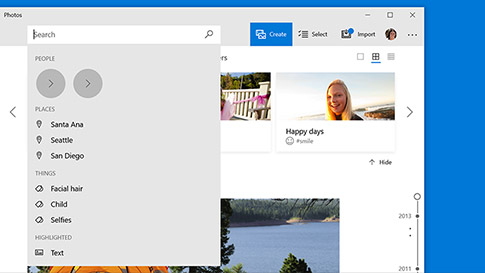 Photos
Search
Create
Select
Import
PEOPLE
PLACES
Santa Ana
Seattle
San Diego
THINGS
Facial hair
Child
Selfies
HIGHLIGHTED
Text
Happy days
#smile
Hide
2013
2011